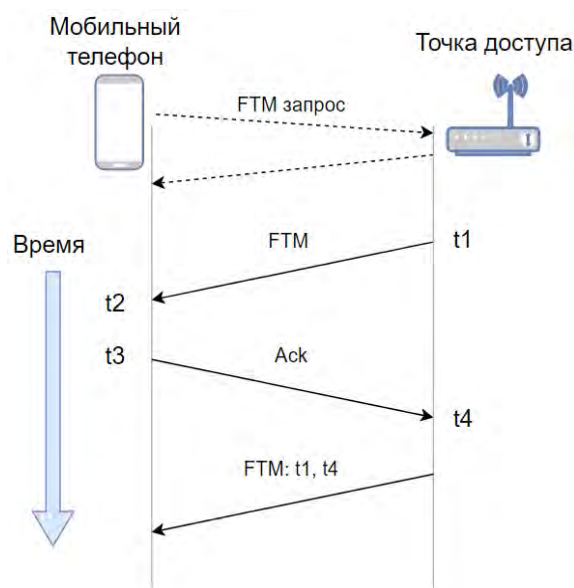 Мобильный
телефон
Точка доступа
FTM запрос
Время
FTM
t1
t2
t3
Ack
t4
FTM: t1, t4